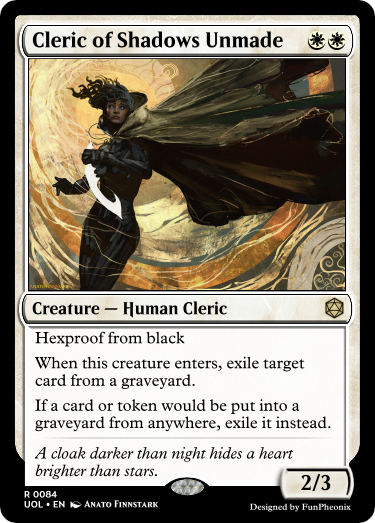 Cleric of Shadows Unmade
Creature — Human Cleric
Hexproof from black
When this creature enters, exile target
card from a graveyard.
If a card or token would be put into a
graveyard from anywhere, exile it instead.
A cloak darker than night hides a heart
brighter than stars.
2/3
R 0084
UOL • EN Anato Finnstark
Designed by FunPheonix